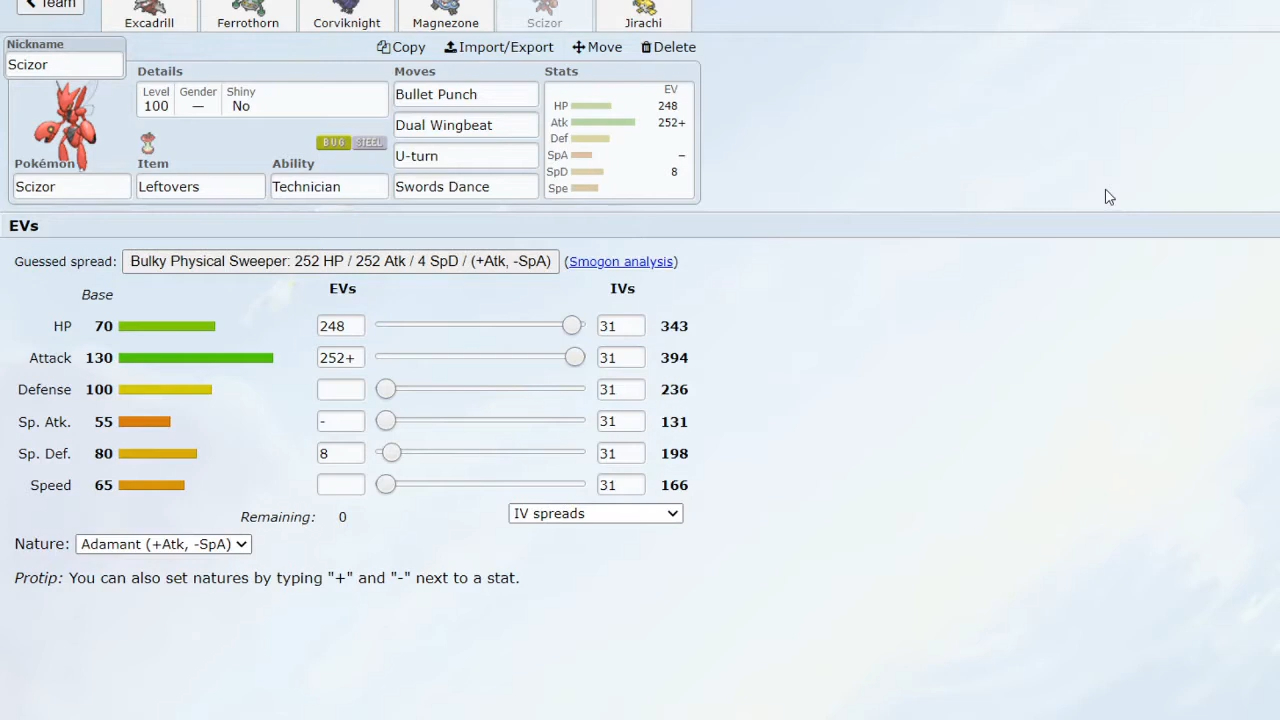 Team
Excadrill Ferrothorn Corviknight Magnezone Scizor Jirachi
Nickname
Scizor
Copy Import/Export Move Delete
Details
Level Gender Shiny
100 — No
BUG STEEL
Pokémon Item Ability
Scizor Leftovers Technician
Moves
Bullet Punch
Dual Wingbeat
U-turn
Swords Dance
Stats
EV
HP 248
Atk 252+
Def
SpA –
SpD 8
Spe
EVs
Guessed spread: Bulky Physical Sweeper: 252 HP / 252 Atk / 4 SpD / (+Atk, -SpA) (Smogon analysis)
Base EVs IVs
HP 70 248 31 343
Attack 130 252+ 31 394
Defense 100 31 236
Sp. Atk. 55 - 31 131
Sp. Def. 80 8 31 198
Speed 65 31 166
Remaining: 0 IV spreads
Nature: Adamant (+Atk, -SpA)
Protip: You can also set natures by typing "+" and "-" next to a stat.